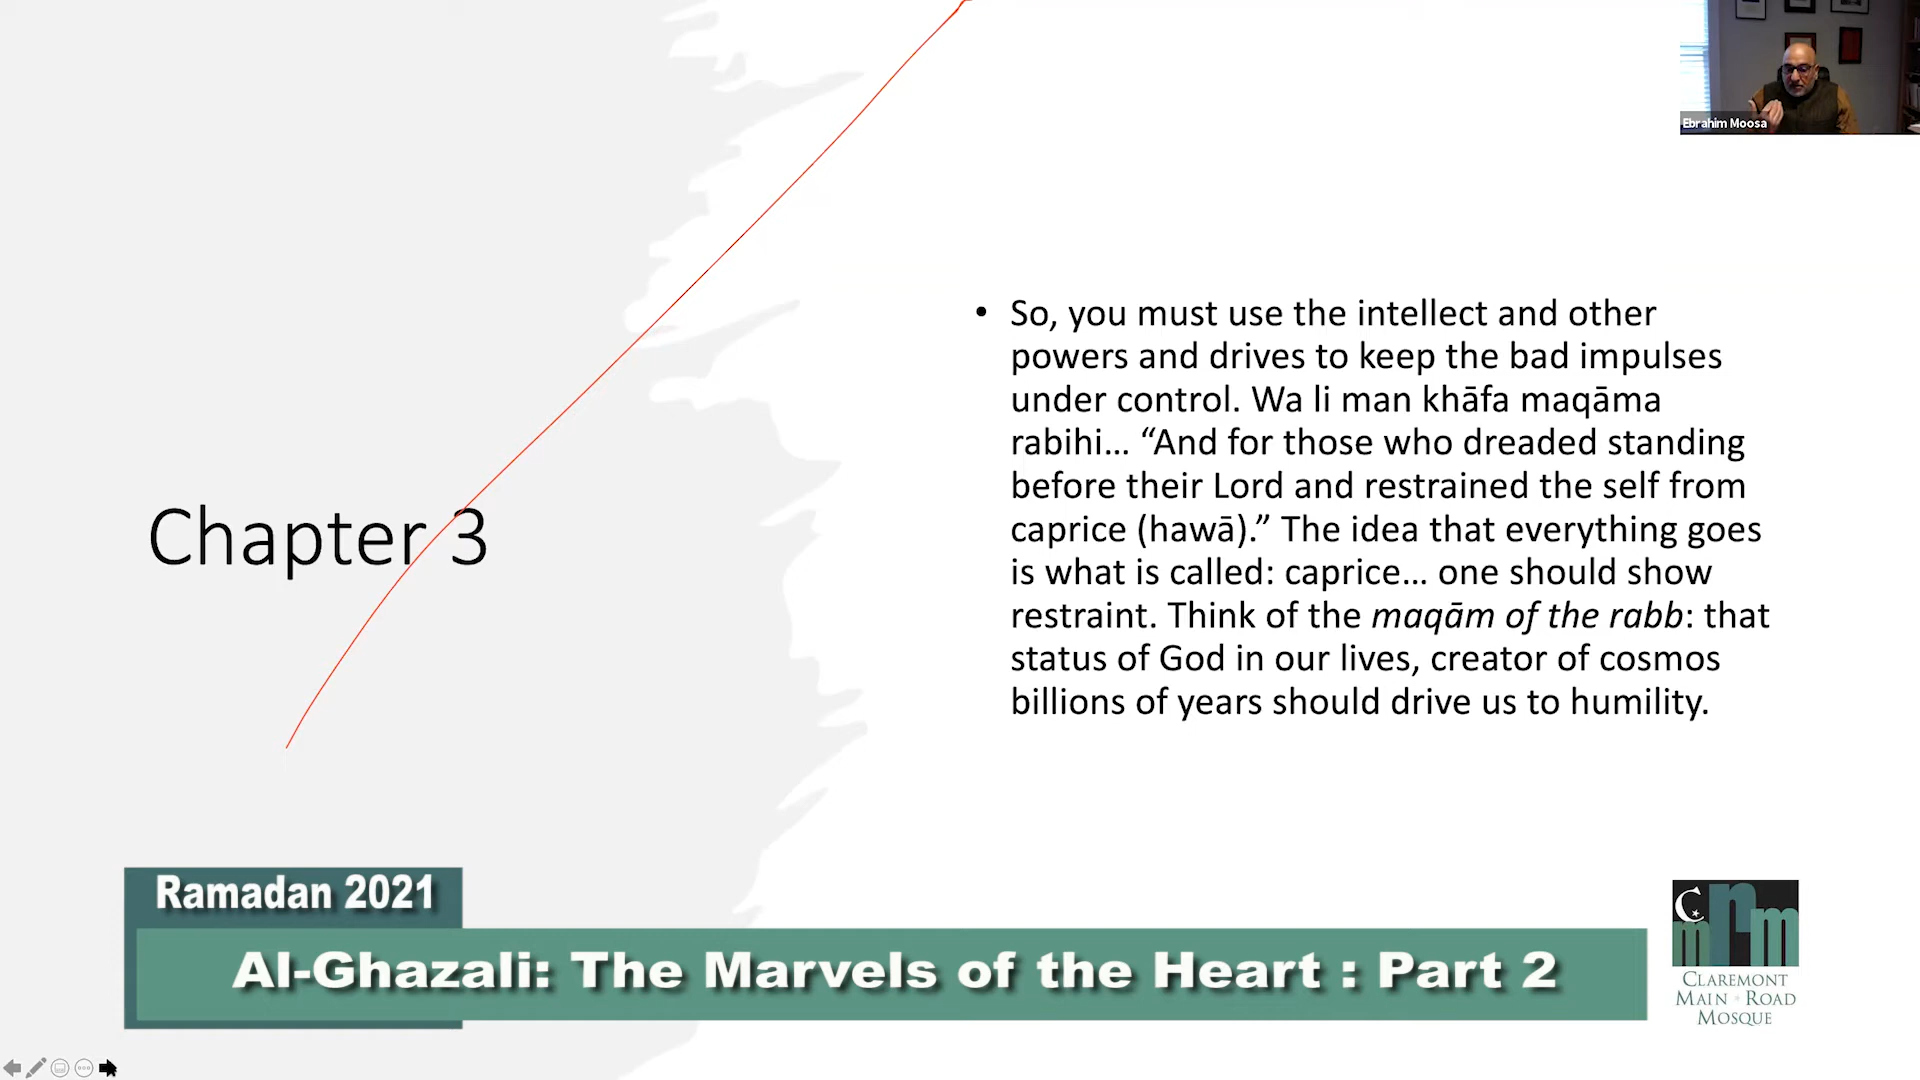 Ebrahim Moosa
Chapter 3
• So, you must use the intellect and other
powers and drives to keep the bad impulses
under control. Wa li man khāfa maqāma
rabihi... “And for those who dreaded standing
before their Lord and restrained the self from
caprice (hawā).” The idea that everything goes
is what is called: caprice... one should show
restraint. Think of the maqām of the rabb: that
status of God in our lives, creator of cosmos
billions of years should drive us to humility.
Ramadan 2021
Al-Ghazali: The Marvels of the Heart : Part 2
cmrm
CLAREMONT
MAIN ROAD
MOSQUE